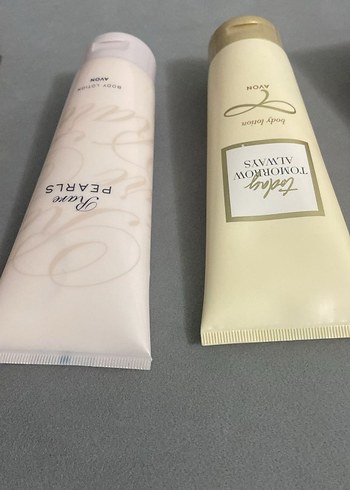 Rare
PEARLS
BODY LOTION
AVON
today
TOMORROW
ALWAYS
body lotion
AVON